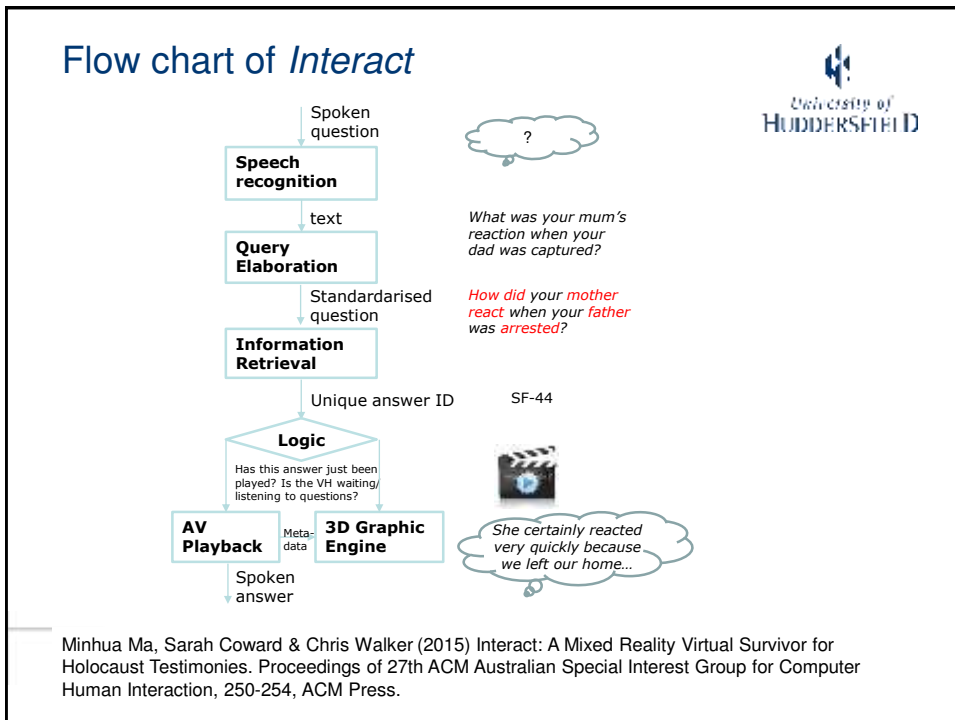 Flow chart of Interact
University of
HUDDERSFIELD
Spoken
question
?
Speech
recognition
text
What was your mum's
reaction when your
dad was captured?
Query
Elaboration
Standardarised
question
How did your mother
react when your father
was arrested?
Information
Retrieval
Unique answer ID
SF-44
Logic
Has this answer just been
played? Is the VH waiting/
listening to questions?
AV
Playback
Meta-
data
3D Graphic
Engine
She certainly reacted
very quickly because
we left our home…
Spoken
answer
Minhua Ma, Sarah Coward & Chris Walker (2015) Interact: A Mixed Reality Virtual Survivor for
Holocaust Testimonies. Proceedings of 27th ACM Australian Special Interest Group for Computer
Human Interaction, 250-254, ACM Press.